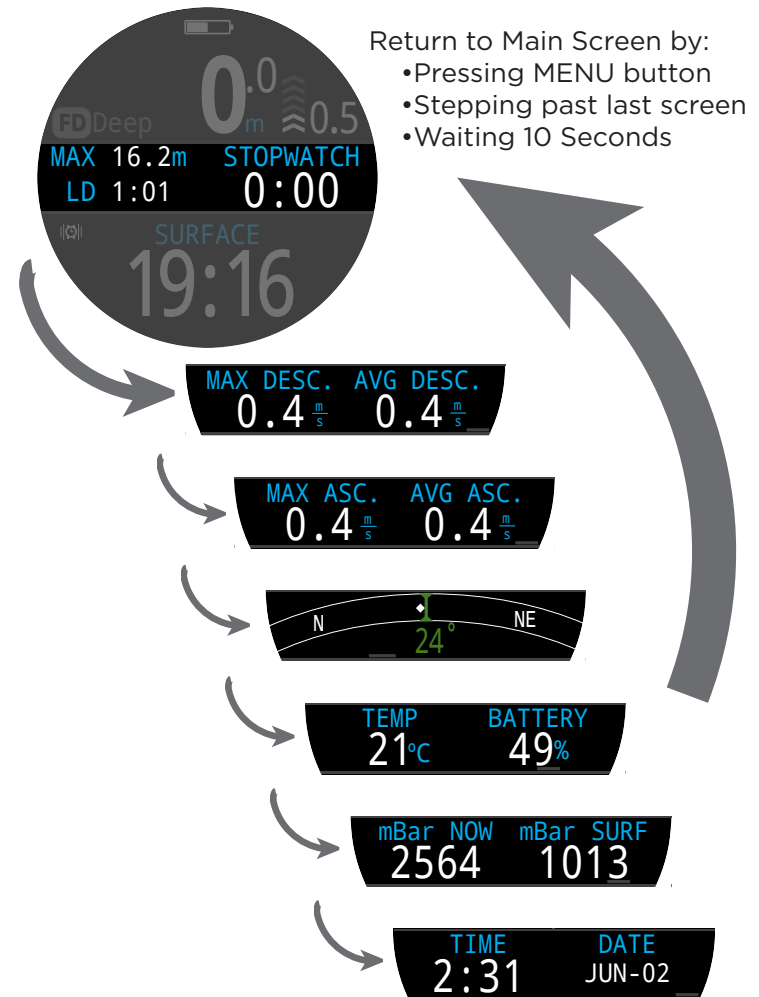 Return to Main Screen by:
•Pressing MENU button
•Stepping past last screen
•Waiting 10 Seconds
0.0
m
0.5
FD Deep
MAX 16.2m STOPWATCH
LD 1:01 0:00
SURFACE
19:16
MAX DESC. AVG DESC.
0.4 m/s 0.4 m/s
MAX ASC. AVG ASC.
0.4 m/s 0.4 m/s
N NE
24°
TEMP BATTERY
21°C 49%
mBar NOW mBar SURF
2564 1013
TIME DATE
2:31 JUN-02